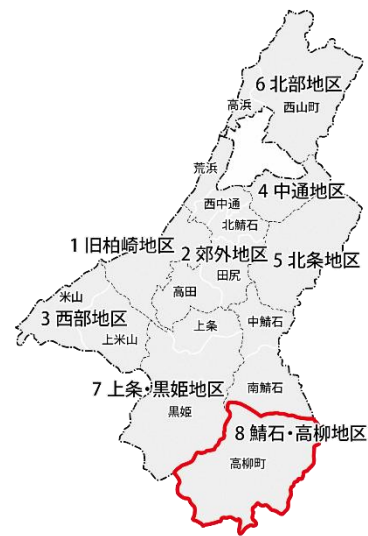 6 北部地区
高浜
西山町
荒浜
4 中通地区
西中通
北鯖石
1 旧柏崎地区
2 郊外地区
5 北条地区
田尻
米山
高田
3 西部地区
上条
中鯖石
上米山
7 上条・黒姫地区
南鯖石
黒姫
8 鯖石・高柳地区
高柳町